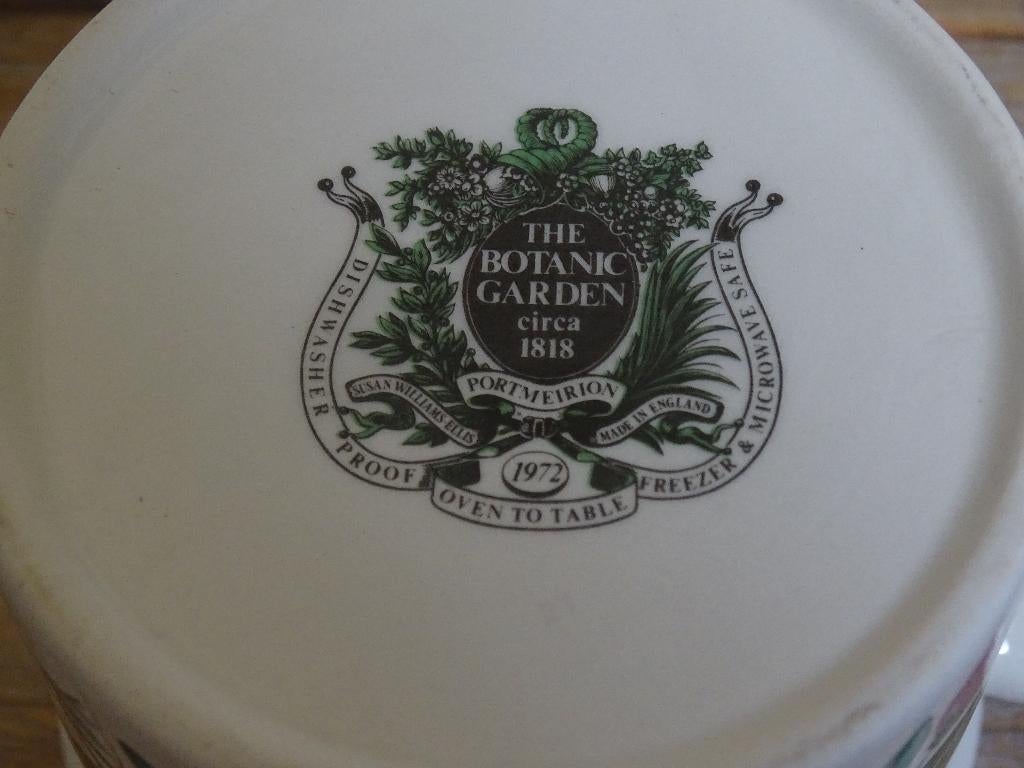 THE
BOTANIC
GARDEN
circa
1818
PORTMEIRION
SUSAN WILLIAMS-ELLIS
MADE IN ENGLAND
1972
DISHWASHER PROOF
OVEN TO TABLE
FREEZER & MICROWAVE SAFE